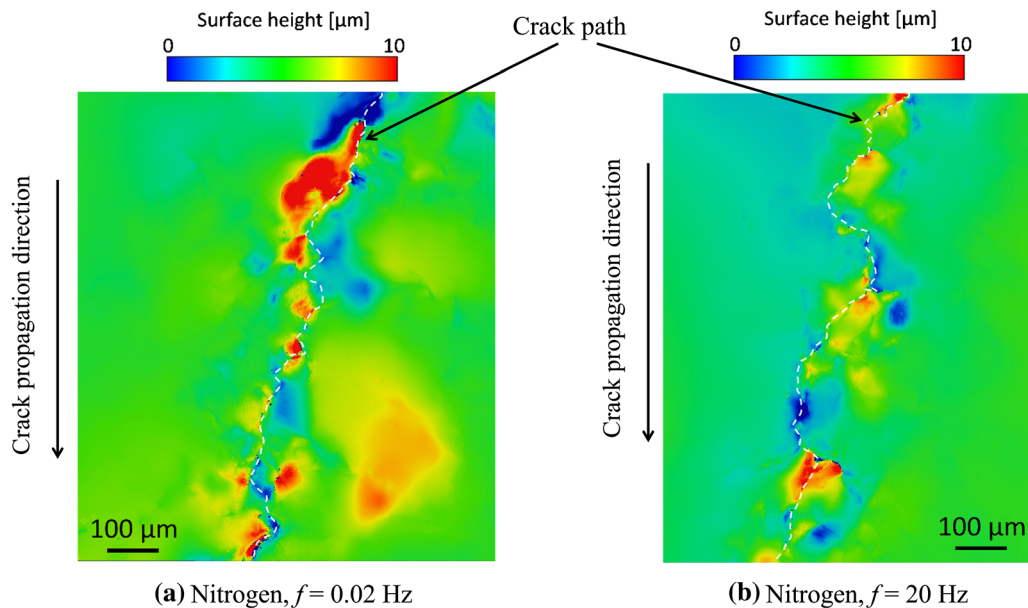 Surface height [μm]
0 10
Crack path
Surface height [μm]
0 10
Crack propagation direction
100 μm
(a) Nitrogen, f = 0.02 Hz
Crack propagation direction
100 μm
(b) Nitrogen, f = 20 Hz